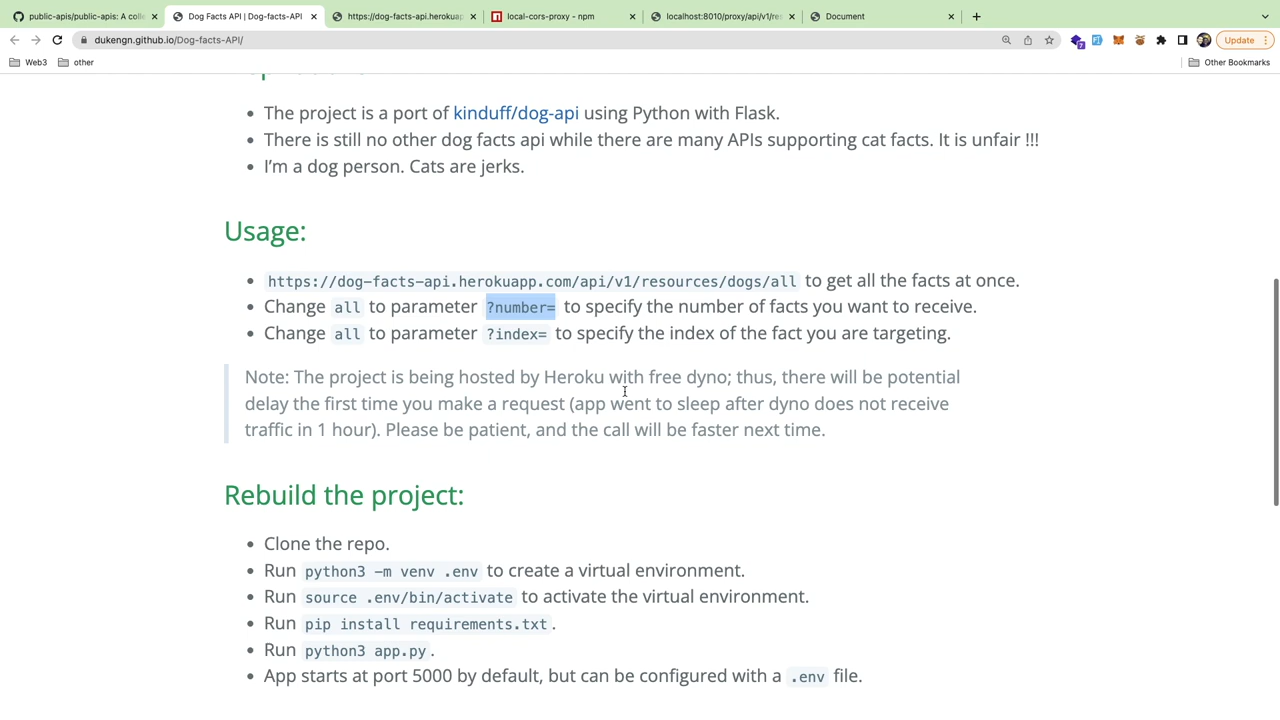 public-apis/public-apis: A colle
Dog Facts API | Dog-facts-API
https://dog-facts-api.herokuap
local-cors-proxy - npm
localhost:8010/proxy/api/v1/res
Document
dukengn.github.io/Dog-facts-API/
7
Update
Web3
other
Other Bookmarks
The project is a port of kinduff/dog-api using Python with Flask.
There is still no other dog facts api while there are many APIs supporting cat facts. It is unfair !!!
I'm a dog person. Cats are jerks.
Usage:
https://dog-facts-api.herokuapp.com/api/v1/resources/dogs/all to get all the facts at once.
Change all to parameter ?number= to specify the number of facts you want to receive.
Change all to parameter ?index= to specify the index of the fact you are targeting.
Note: The project is being hosted by Heroku with free dyno; thus, there will be potential
delay the first time you make a request (app went to sleep after dyno does not receive
traffic in 1 hour). Please be patient, and the call will be faster next time.
Rebuild the project:
Clone the repo.
Run python3 -m venv .env to create a virtual environment.
Run source .env/bin/activate to activate the virtual environment.
Run pip install requirements.txt.
Run python3 app.py.
App starts at port 5000 by default, but can be configured with a .env file.